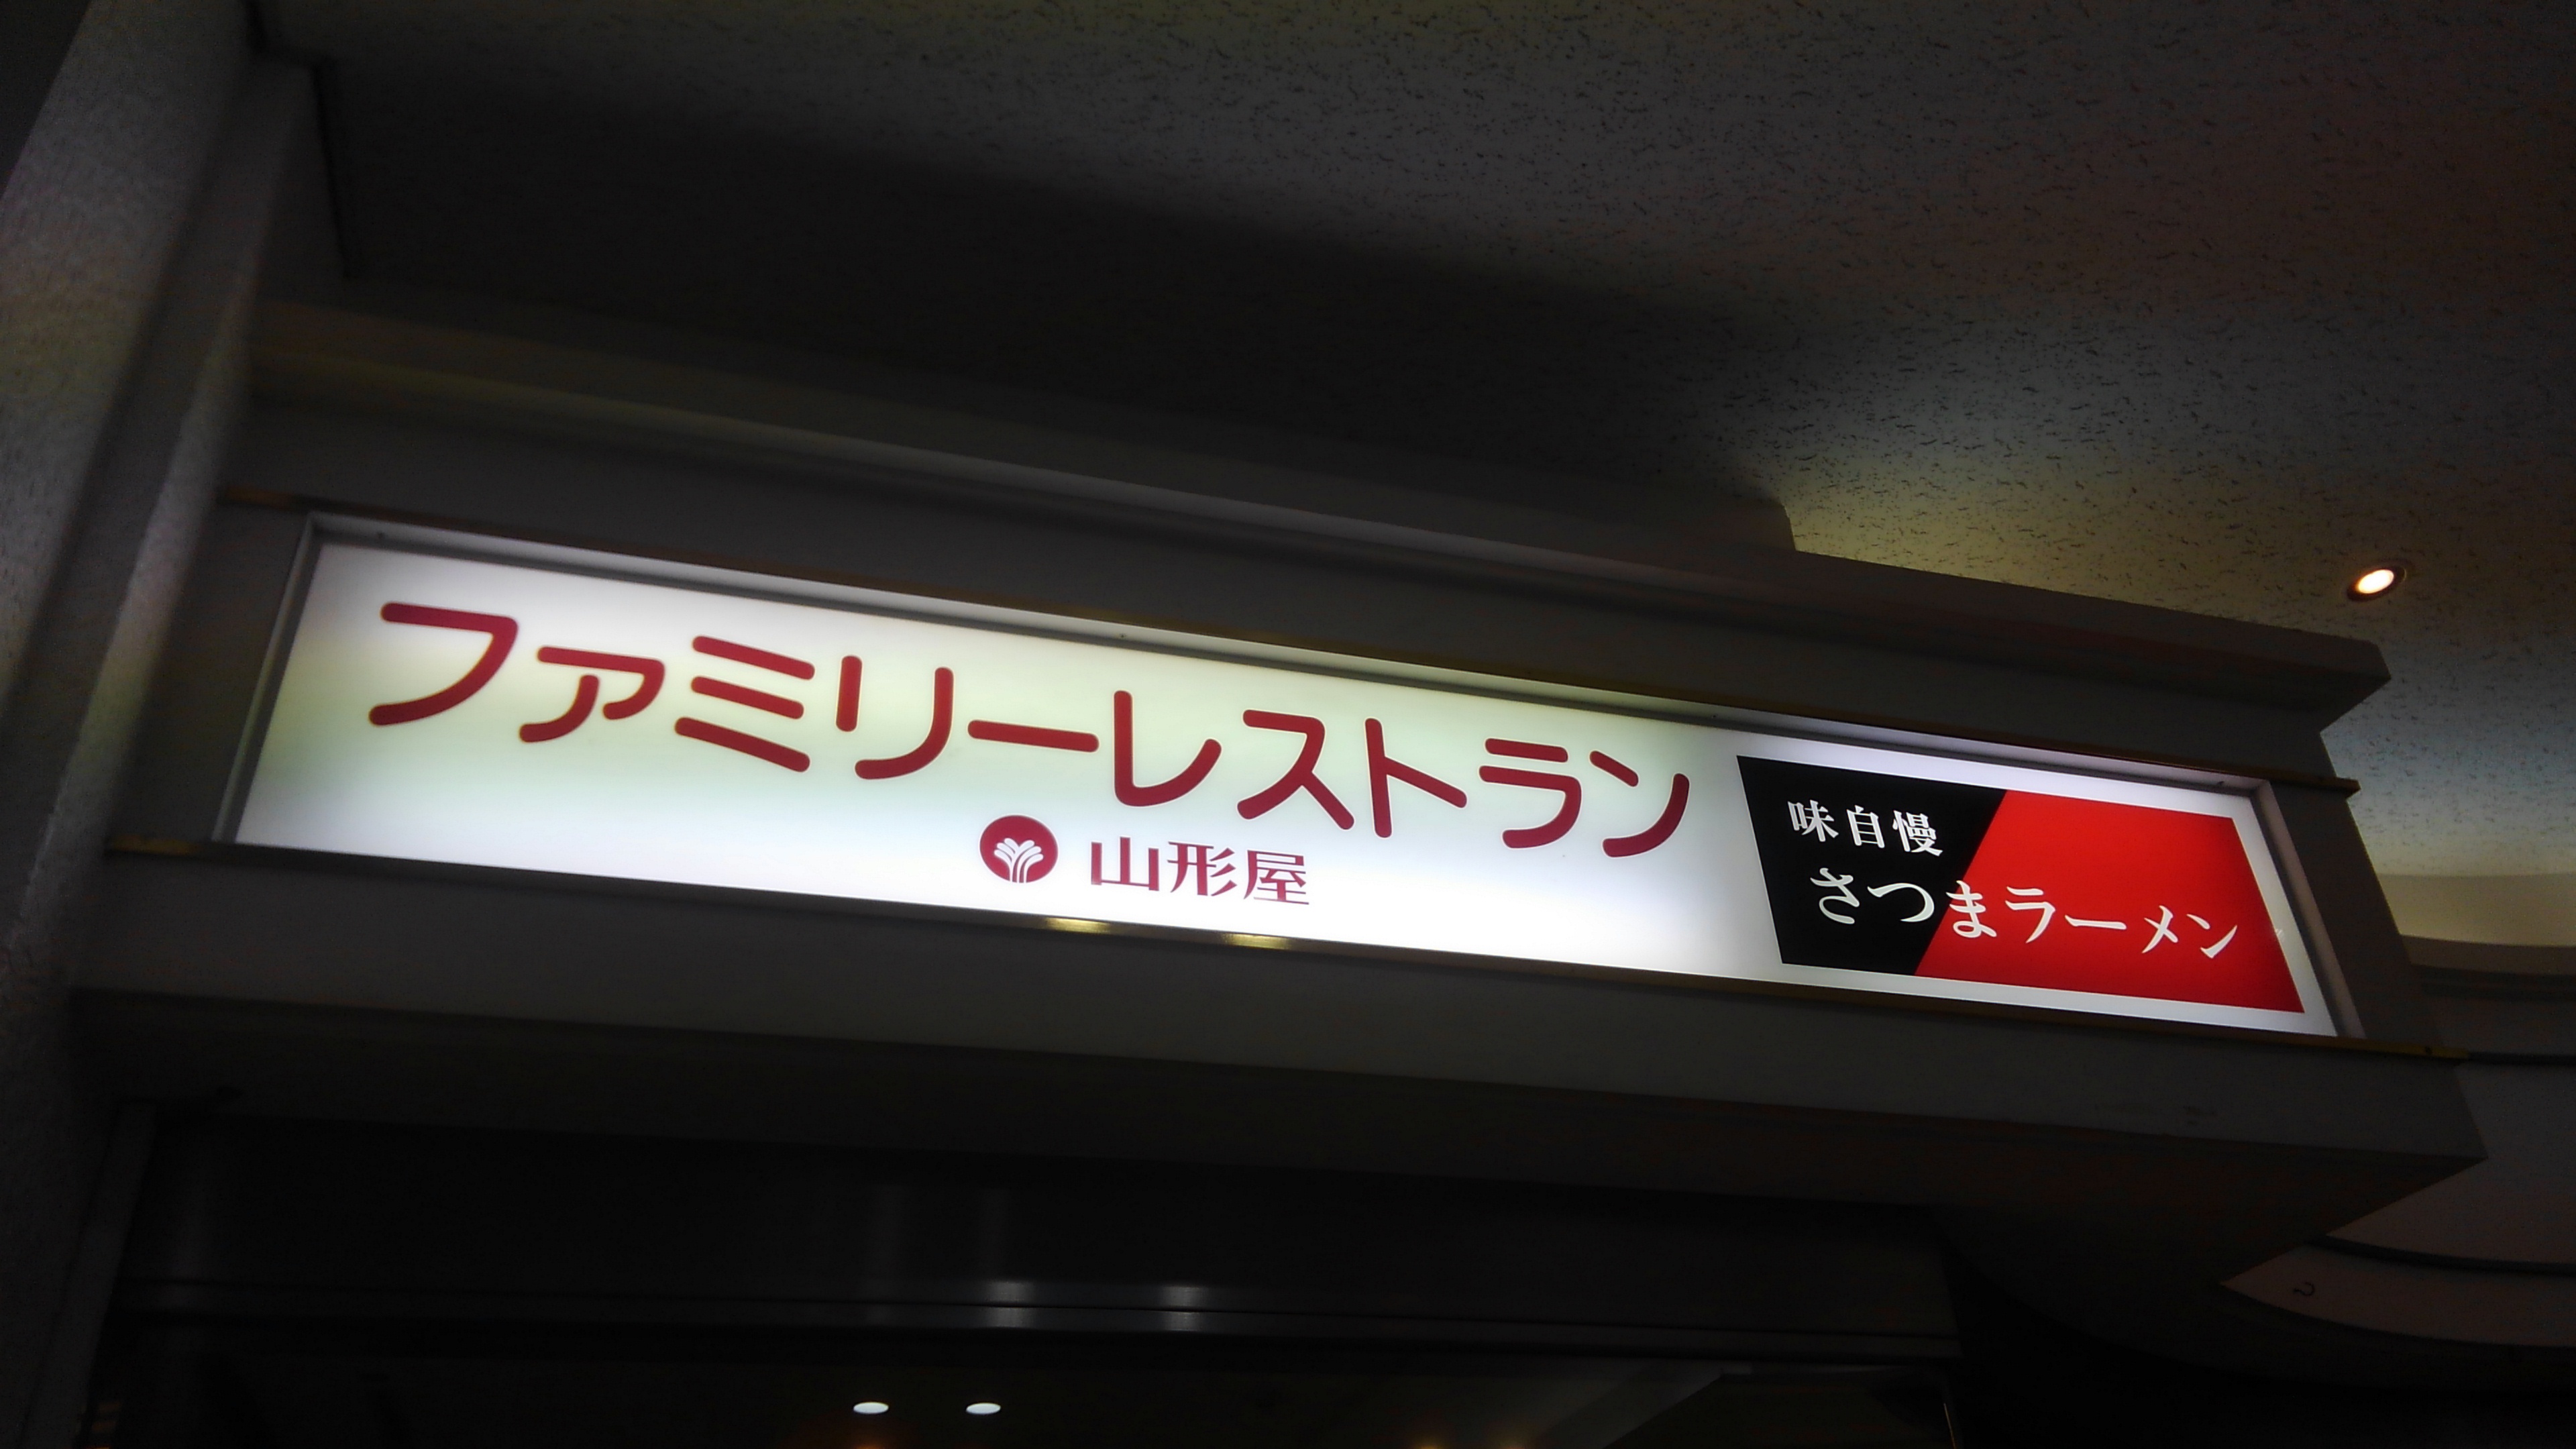 ファミリーレストラン
山形屋
味自慢
さつまラーメン